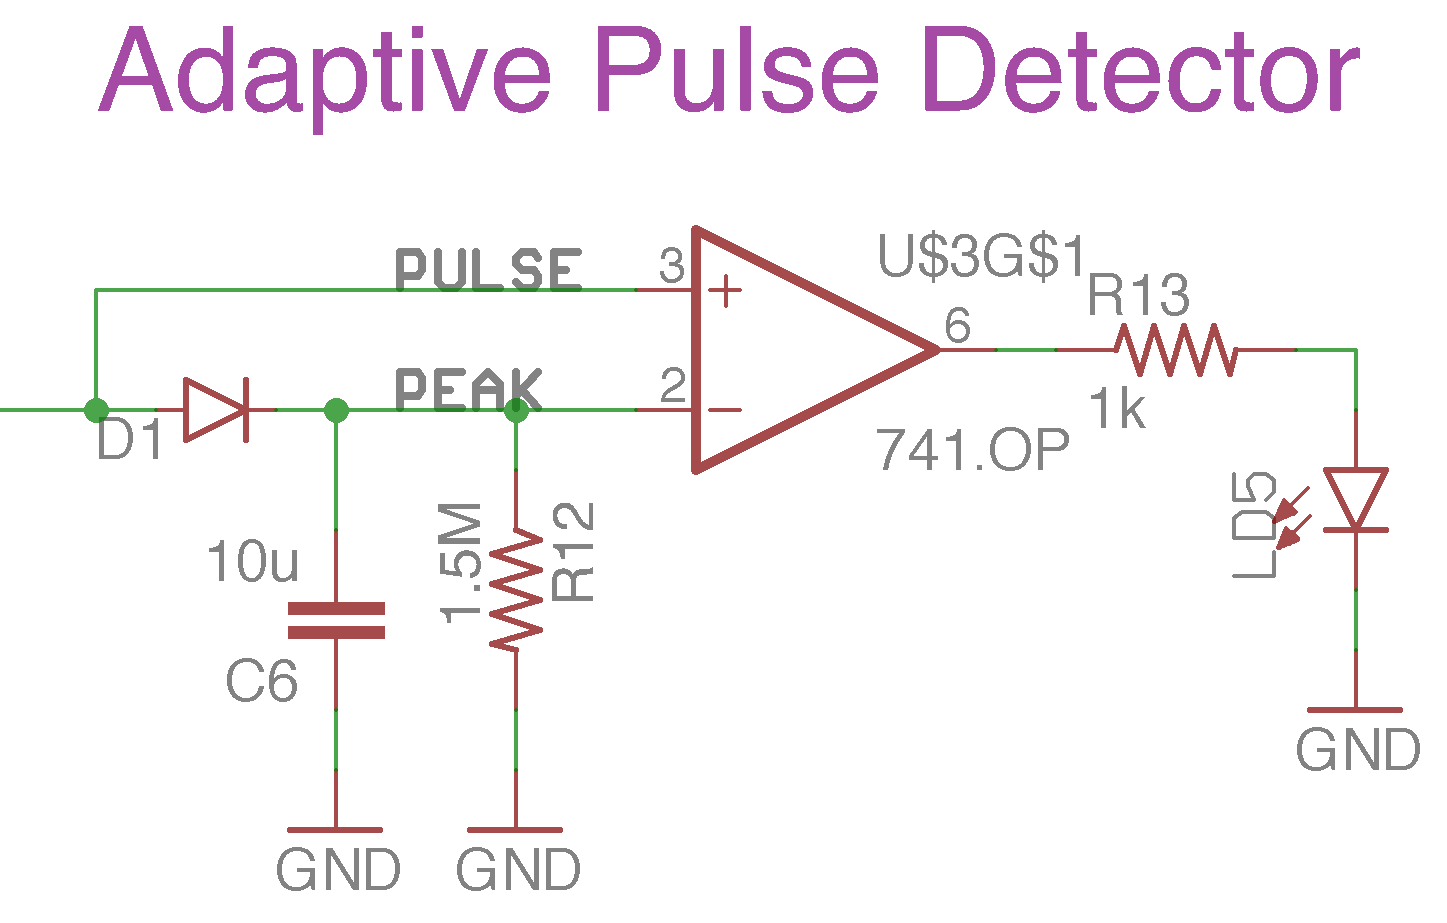 Adaptive Pulse Detector
PULSE
3
U$3G$1
R13
6
PEAK
2
D1
1k
741.OP
10u
1.5M
R12
LD5
C6
GND
GND
GND